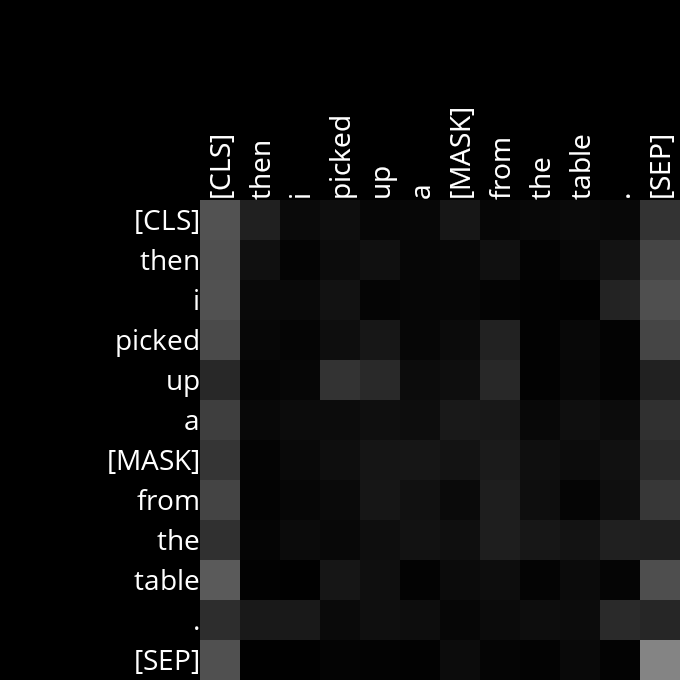 [CLS] then i picked up a [MASK] from the table . [SEP]
[CLS]
then
i
picked
up
a
[MASK]
from
the
table
.
[SEP]